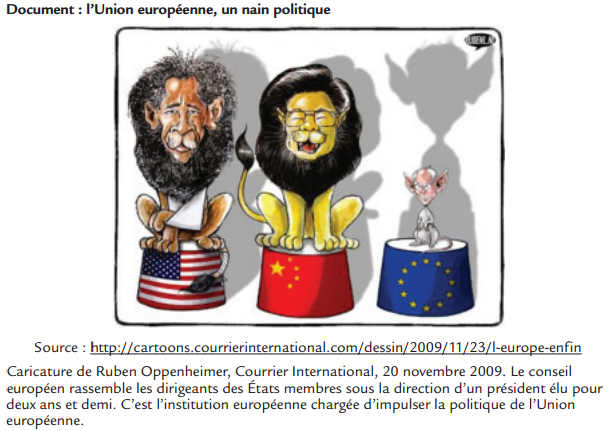 Document : l'Union européenne, un nain politique
RUBENL.NL
Source : http://cartoons.courrierinternational.com/dessin/2009/11/23/l-europe-enfin
Caricature de Ruben Oppenheimer, Courrier International, 20 novembre 2009. Le conseil
européen rassemble les dirigeants des États membres sous la direction d'un président élu pour
deux ans et demi. C'est l'institution européenne chargée d'impulser la politique de l'Union
européenne.